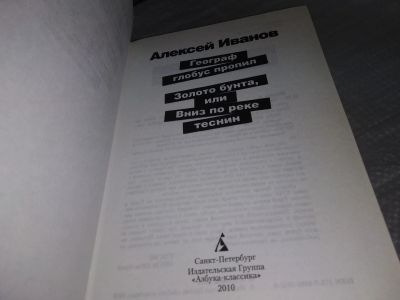 Алексей Иванов
Географ
глобус пропил
Золото бунта,
или
Вниз по реке
теснин
Санкт-Петербург
Издательская Группа
«Азбука-классика»
2010